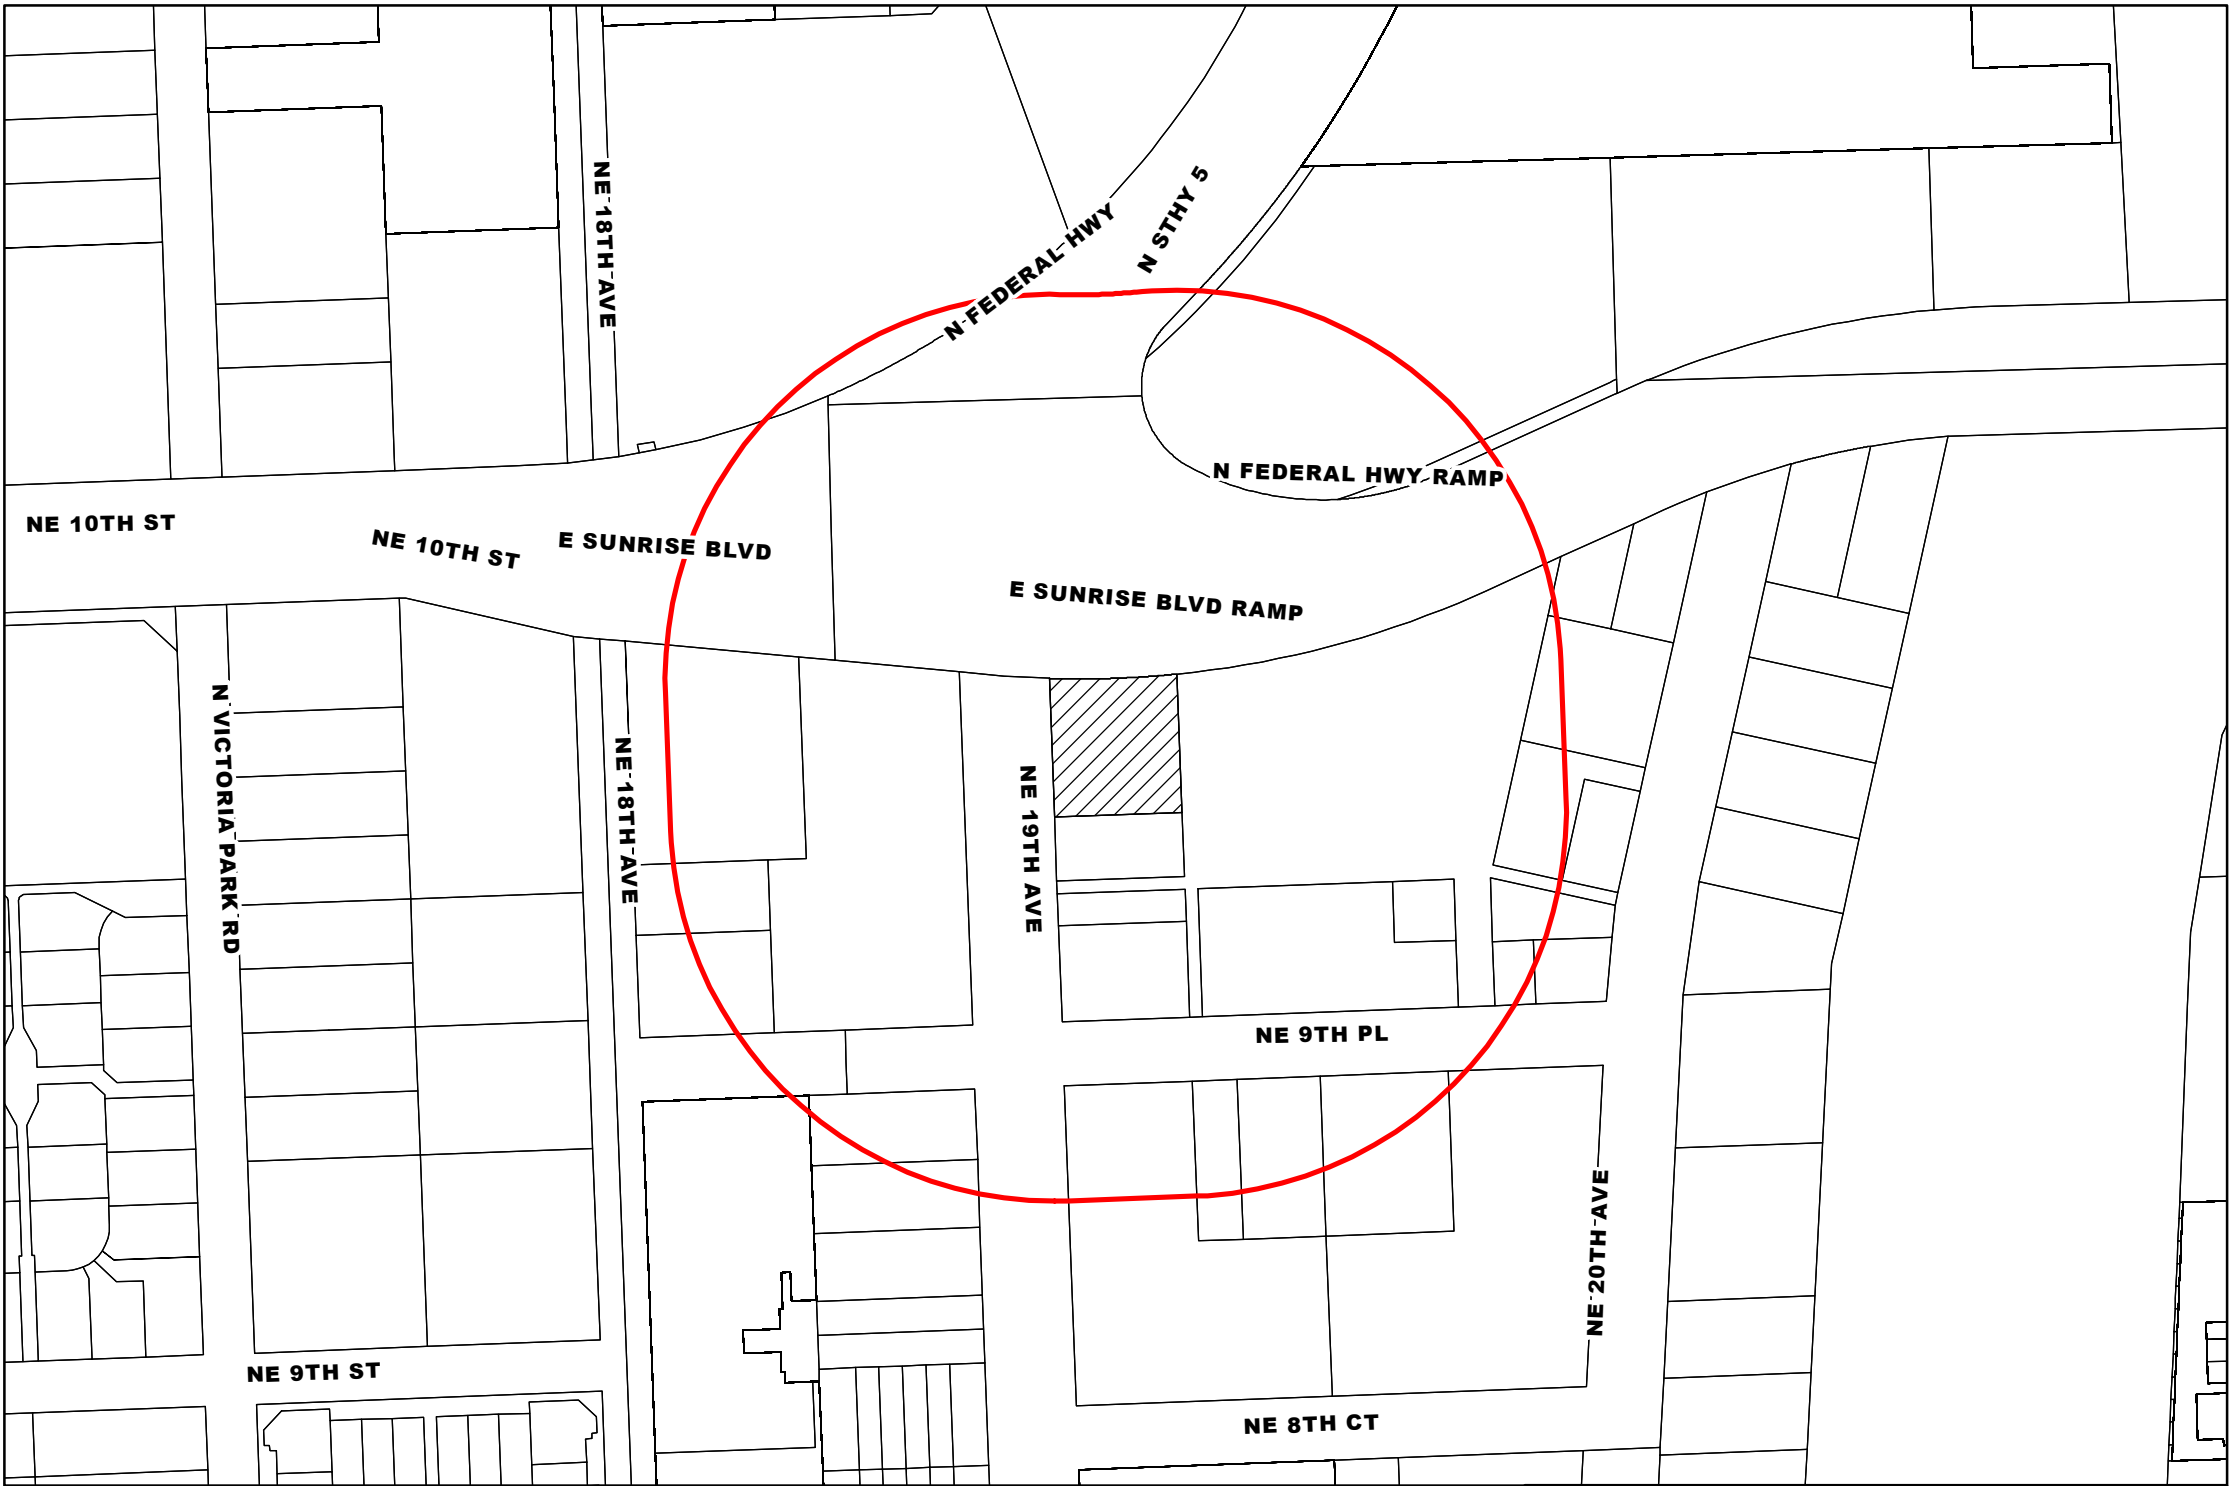 NE 18TH AVE
N STHY 5
N FEDERAL HWY
N FEDERAL HWY RAMP
NE 10TH ST
NE 10TH ST
E SUNRISE BLVD
E SUNRISE BLVD RAMP
N VICTORIA PARK RD
NE 18TH AVE
NE 19TH AVE
NE 9TH PL
NE 20TH AVE
NE 9TH ST
NE 8TH CT